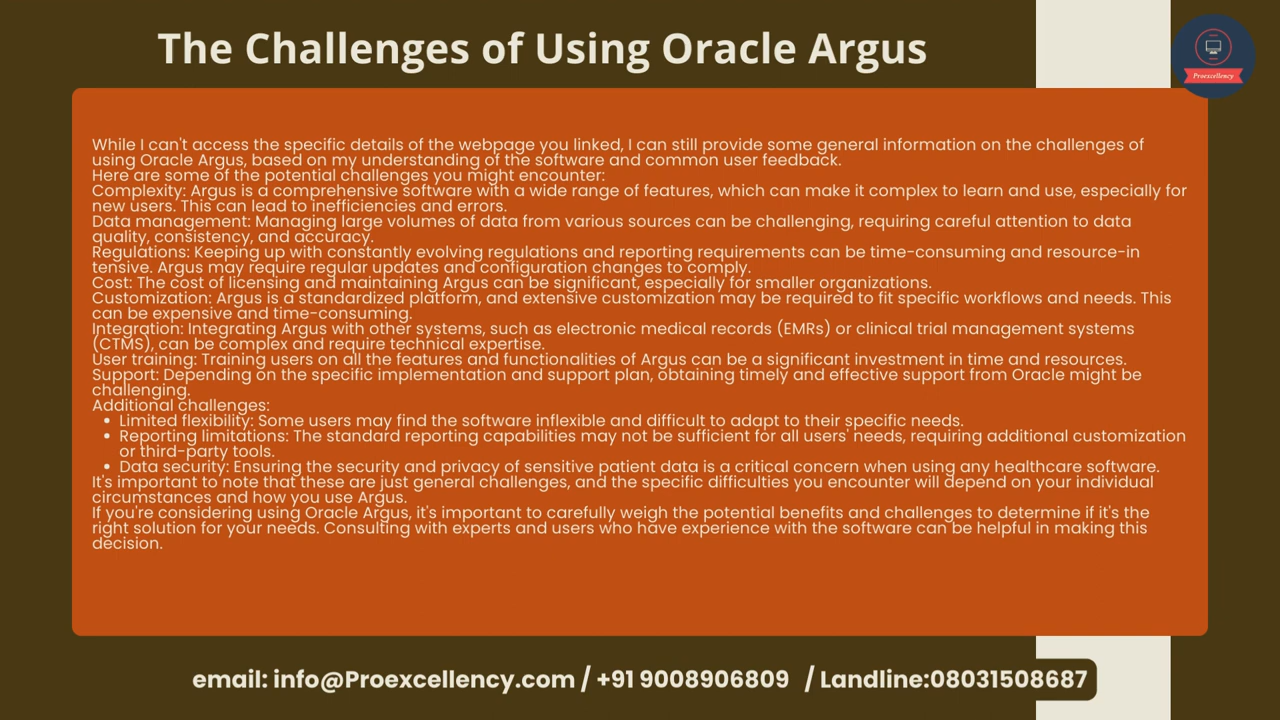 The Challenges of Using Oracle Argus
Proexcellency
While I can't access the specific details of the webpage you linked, I can still provide some general information on the challenges of
using Oracle Argus, based on my understanding of the software and common user feedback.
Here are some of the potential challenges you might encounter:
Complexity: Argus is a comprehensive software with a wide range of features, which can make it complex to learn and use, especially for
new users. This can lead to inefficiencies and errors.
Data management: Managing large volumes of data from various sources can be challenging, requiring careful attention to data
quality, consistency, and accuracy.
Regulations: Keeping up with constantly evolving regulations and reporting requirements can be time-consuming and resource-in
tensive. Argus may require regular updates and configuration changes to comply.
Cost: The cost of licensing and maintaining Argus can be significant, especially for smaller organizations.
Customization: Argus is a standardized platform, and extensive customization may be required to fit specific workflows and needs. This
can be expensive and time-consuming.
Integration: Integrating Argus with other systems, such as electronic medical records (EMRs) or clinical trial management systems
(CTMS), can be complex and require technical expertise.
User training: Training users on all the features and functionalities of Argus can be a significant investment in time and resources.
Support: Depending on the specific implementation and support plan, obtaining timely and effective support from Oracle might be
challenging.
Additional challenges:
• Limited flexibility: Some users may find the software inflexible and difficult to adapt to their specific needs.
• Reporting limitations: The standard reporting capabilities may not be sufficient for all users' needs, requiring additional customization
or third-party tools.
• Data security: Ensuring the security and privacy of sensitive patient data is a critical concern when using any healthcare software.
It's important to note that these are just general challenges, and the specific difficulties you encounter will depend on your individual
circumstances and how you use Argus.
If you're considering using Oracle Argus, it's important to carefully weigh the potential benefits and challenges to determine if it's the
right solution for your needs. Consulting with experts and users who have experience with the software can be helpful in making this
decision.
email: info@Proexcellency.com / +91 9008906809 / Landline:08031508687